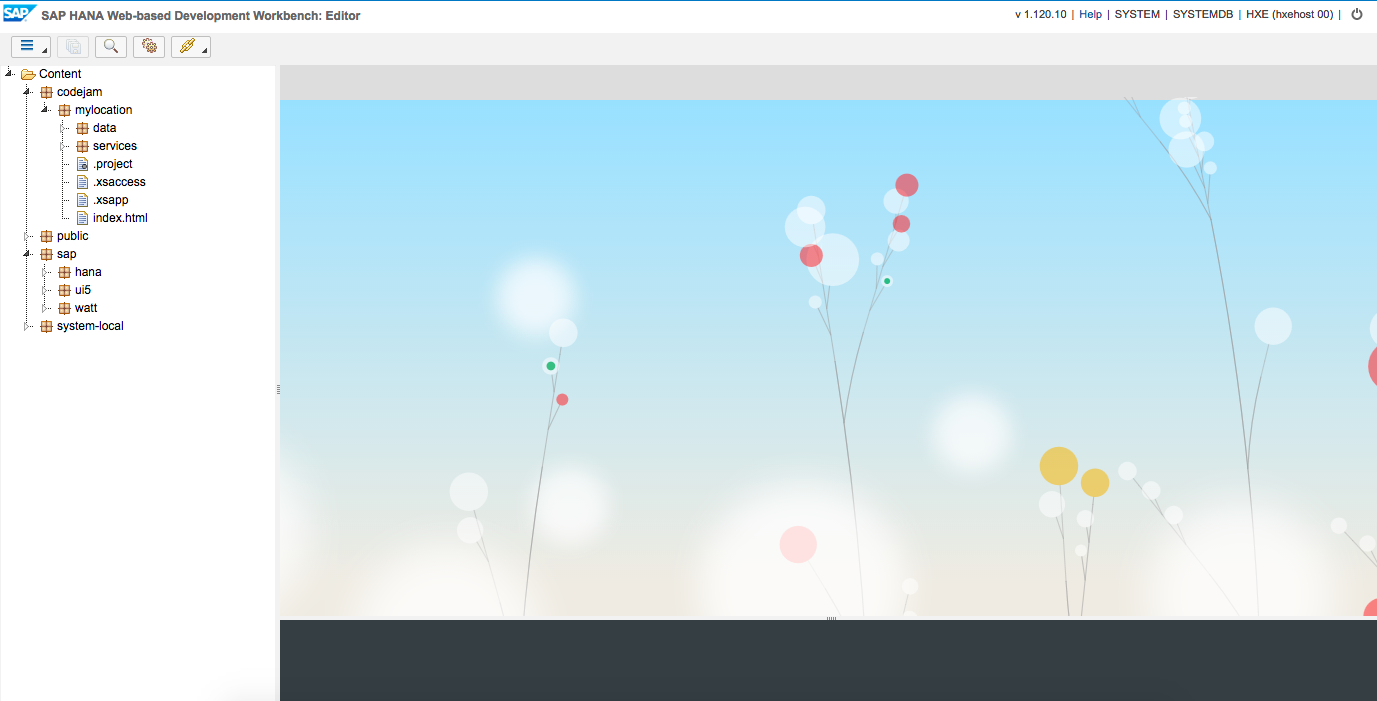 SAP SAP HANA Web-based Development Workbench: Editor v 1.120.10 | Help | SYSTEM | SYSTEMDB | HXE (hxehost 00) |
Content
codejam
mylocation
data
services
.project
.xsaccess
.xsapp
index.html
public
sap
hana
ui5
watt
system-local